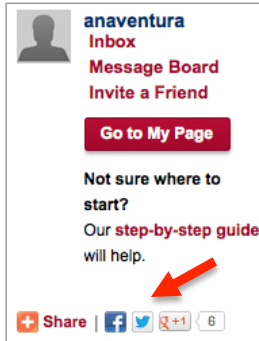 anaventura
Inbox
Message Board
Invite a Friend
Go to My Page
Not sure where to
start?
Our step-by-step guide
will help.
Share | f g+1 6